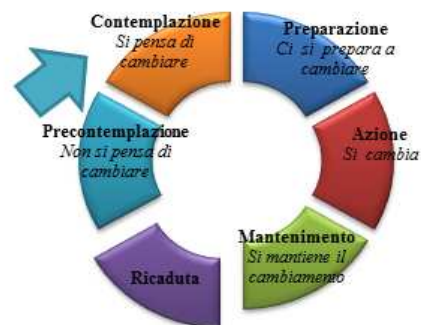 Contemplazione
Si pensa di
cambiare
Preparazione
Ci si prepara a
cambiare
Precontemplazione
Non si pensa di
cambiare
Azione
Si cambia
Mantenimento
Si mantiene il
cambiamento
Ricaduta